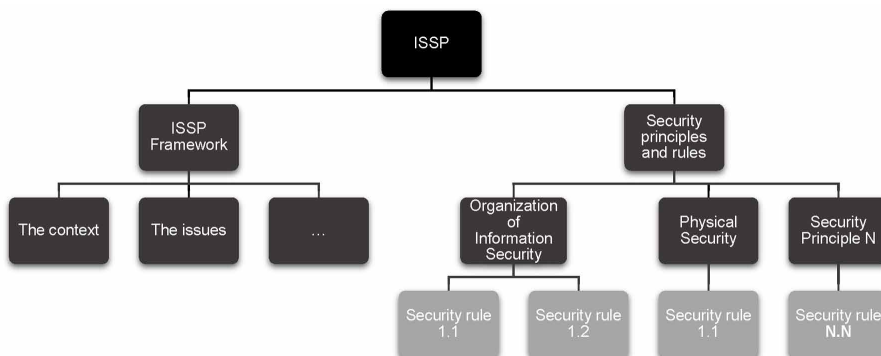 ISSP
ISSP
Framework
Security
principles
and rules
The context
The issues
...
Organization
of
Information
Security
Physical
Security
Security
Principle N
Security rule
1.1
Security rule
1.2
Security rule
1.1
Security rule
N.N